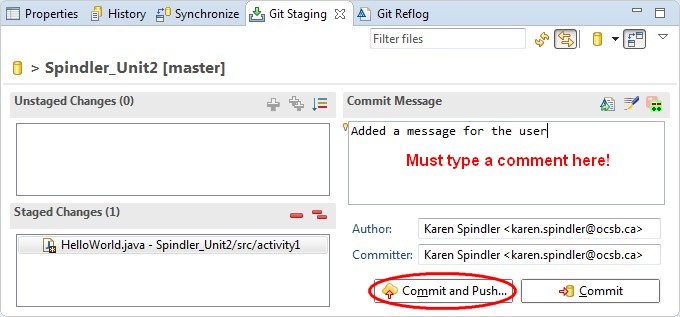 Properties History Synchronize Git Staging Git Reflog
Filter files
> Spindler_Unit2 [master]
Unstaged Changes (0)
Commit Message
Added a message for the user
Must type a comment here!
Staged Changes (1)
HelloWorld.java - Spindler_Unit2/src/activity1
Author: Karen Spindler <karen.spindler@ocsb.ca>
Committer: Karen Spindler <karen.spindler@ocsb.ca>
Commit and Push... Commit